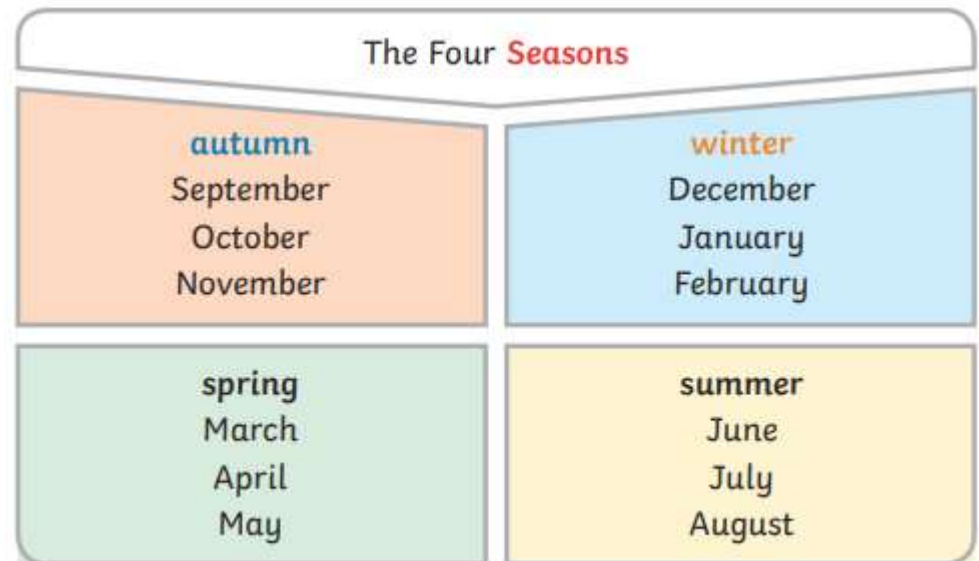 The Four Seasons
autumn
September
October
November
winter
December
January
February
spring
March
April
May
summer
June
July
August